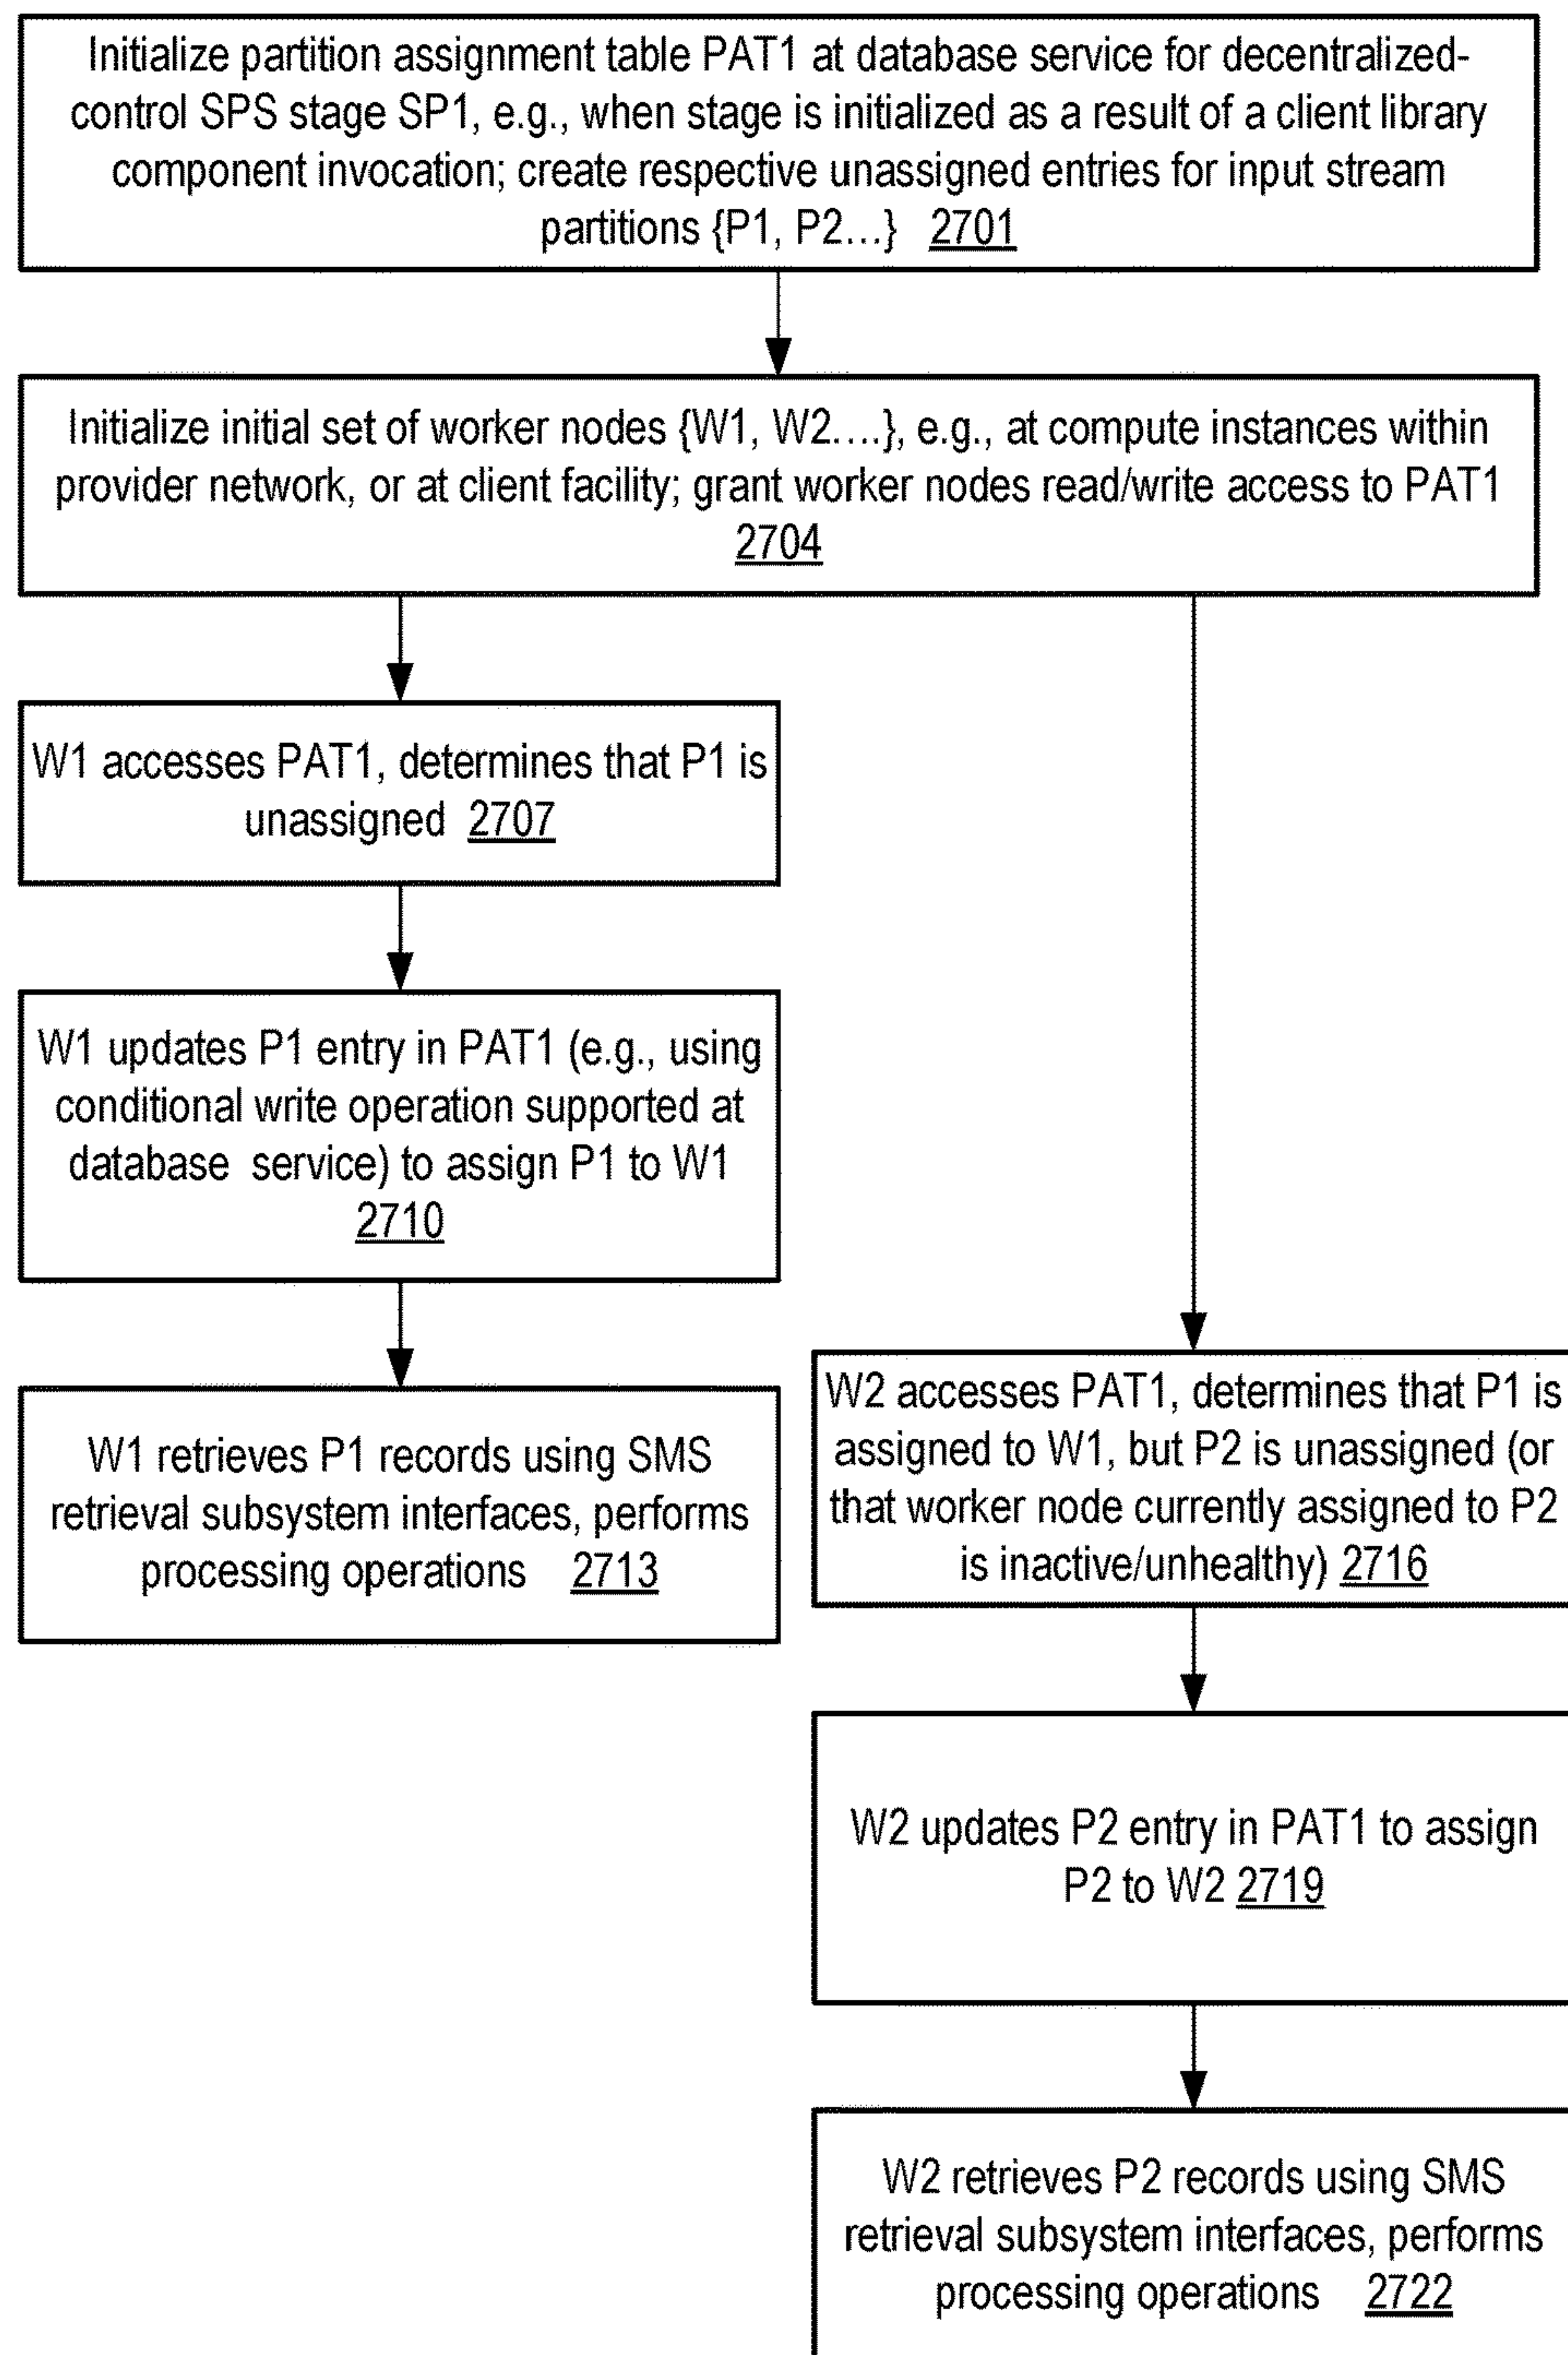 Initialize partition assignment table PAT1 at database service for decentralized-
control SPS stage SP1, e.g., when stage is initialized as a result of a client library
component invocation; create respective unassigned entries for input stream
partitions {P1, P2...} 2701
Initialize initial set of worker nodes {W1, W2....}, e.g., at compute instances within
provider network, or at client facility; grant worker nodes read/write access to PAT1
2704
W1 accesses PAT1, determines that P1 is
unassigned 2707
W1 updates P1 entry in PAT1 (e.g., using
conditional write operation supported at
database service) to assign P1 to W1
2710
W1 retrieves P1 records using SMS
retrieval subsystem interfaces, performs
processing operations 2713
W2 accesses PAT1, determines that P1 is
assigned to W1, but P2 is unassigned (or
that worker node currently assigned to P2
is inactive/unhealthy) 2716
W2 updates P2 entry in PAT1 to assign
P2 to W2 2719
W2 retrieves P2 records using SMS
retrieval subsystem interfaces, performs
processing operations 2722